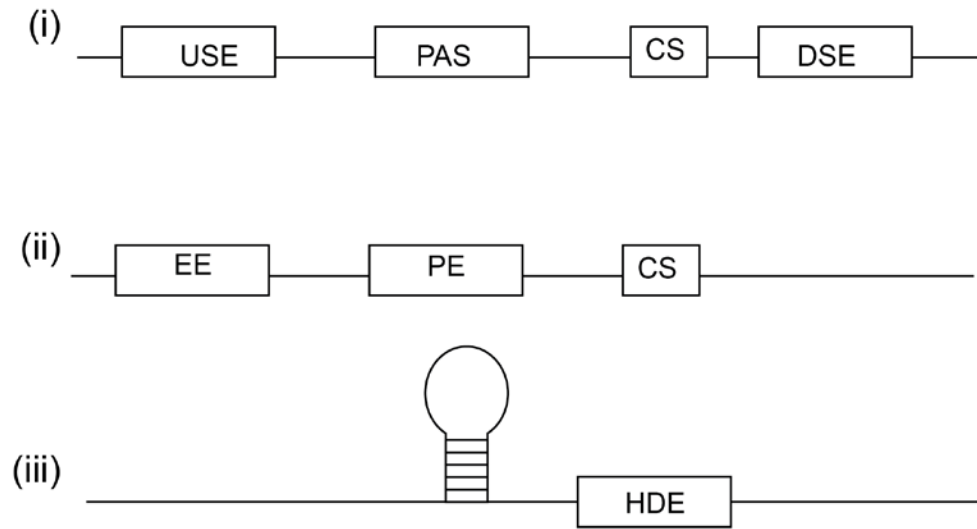 (i) USE PAS CS DSE
(ii) EE PE CS
(iii) HDE